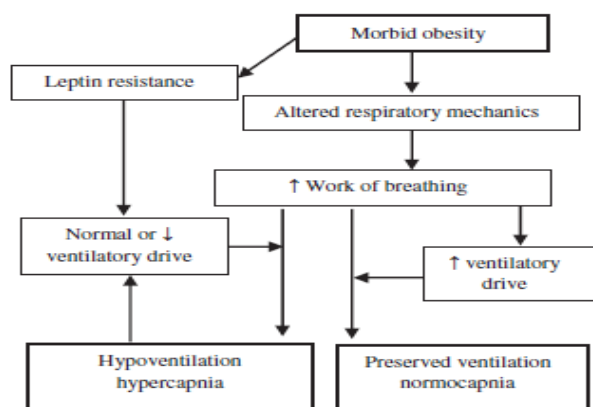 Morbid obesity
Leptin resistance
Altered respiratory mechanics
↑ Work of breathing
Normal or ↓
ventilatory drive
↑ ventilatory
drive
Hypoventilation
hypercapnia
Preserved ventilation
normocapnia